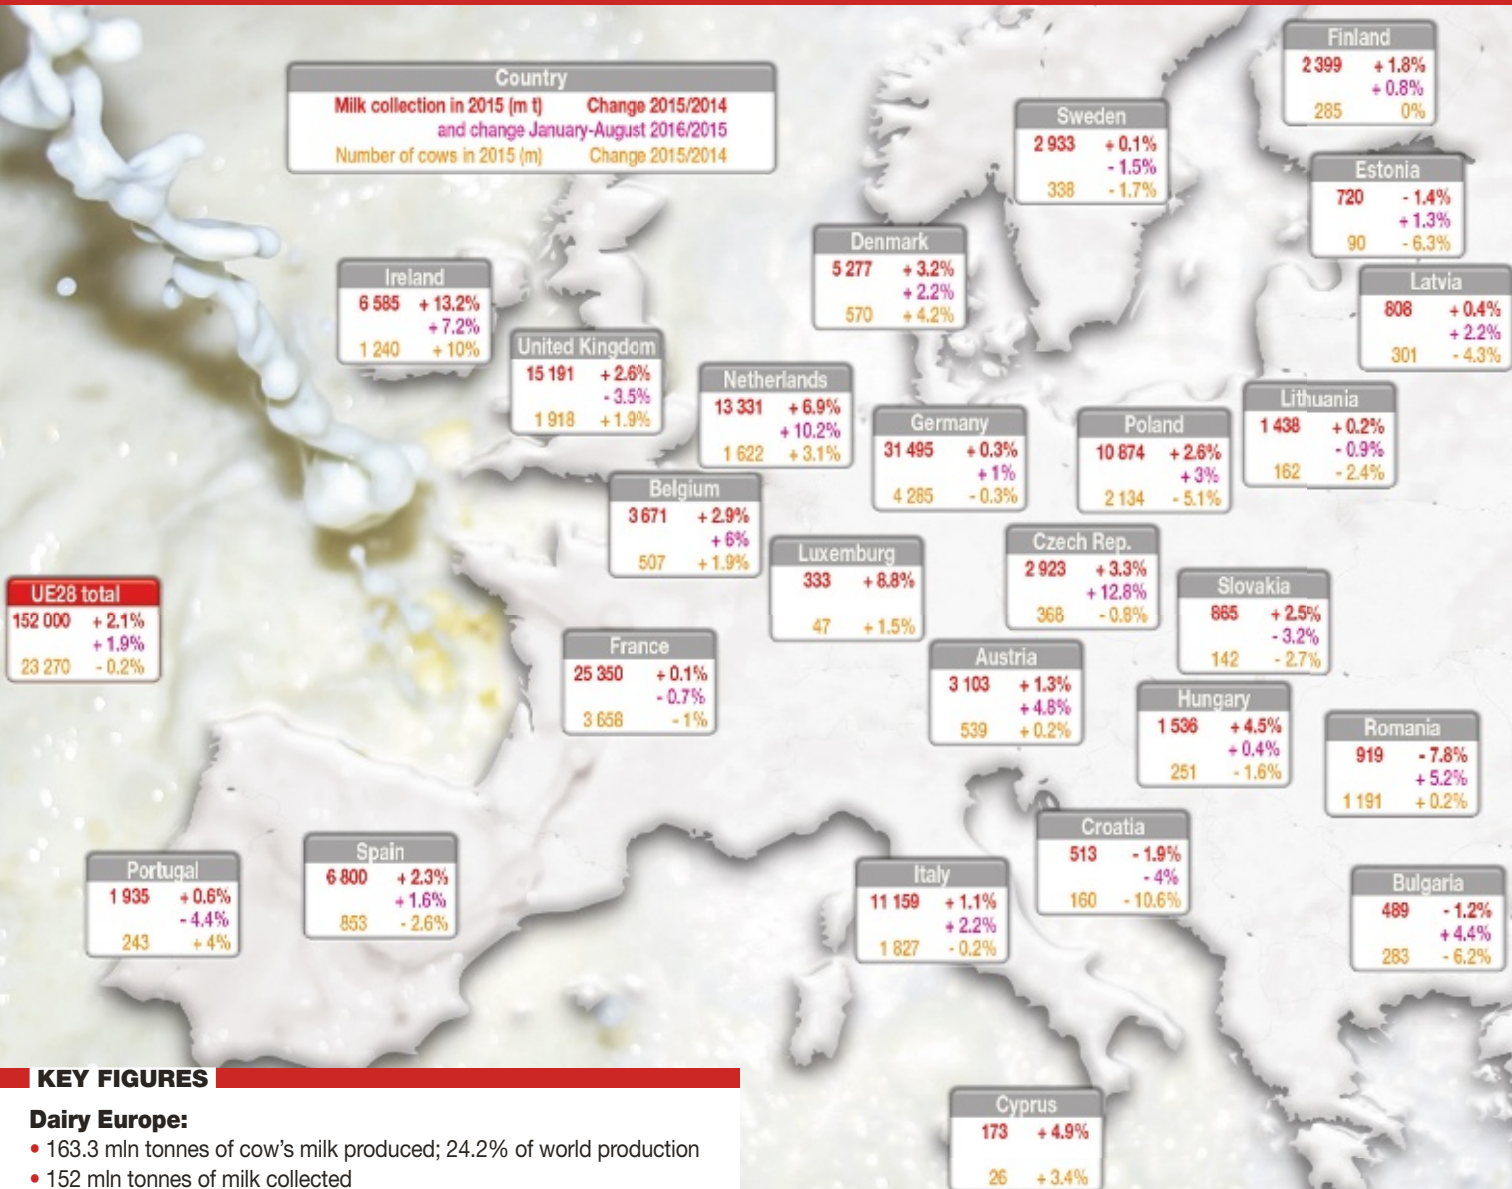 Country
Milk collection in 2015 (m t) Change 2015/2014
and change January-August 2016/2015
Number of cows in 2015 (m) Change 2015/2014
Finland
2 399 + 1.8%
+ 0.8%
285 0%
Sweden
2 933 + 0.1%
- 1.5%
338 - 1.7%
Estonia
720 - 1.4%
+ 1.3%
90 - 6.3%
Denmark
5 277 + 3.2%
+ 2.2%
570 + 4.2%
Ireland
6 585 + 13.2%
+ 7.2%
1 240 + 10%
Latvia
808 + 0.4%
+ 2.2%
301 - 4.3%
United Kingdom
15 191 + 2.6%
- 3.5%
1 918 + 1.9%
Netherlands
13 331 + 6.9%
+ 10.2%
1 622 + 3.1%
Germany
31 495 + 0.3%
+ 1%
4 285 - 0.3%
Poland
10 874 + 2.6%
+ 3%
2 134 - 5.1%
Lithuania
1 438 + 0.2%
- 0.9%
162 - 2.4%
Belgium
3 671 + 2.9%
+ 6%
507 + 1.9%
Luxemburg
333 + 8.8%
47 + 1.5%
Czech Rep.
2 923 + 3.3%
+ 12.8%
368 - 0.8%
Slovakia
865 + 2.5%
- 3.2%
142 - 2.7%
UE28 total
152 000 + 2.1%
+ 1.9%
23 270 - 0.2%
France
25 350 + 0.1%
- 0.7%
3 658 - 1%
Austria
3 103 + 1.3%
+ 4.8%
539 + 0.2%
Hungary
1 536 + 4.5%
+ 0.4%
251 - 1.6%
Romania
919 - 7.8%
+ 5.2%
1 191 + 0.2%
Croatia
513 - 1.9%
- 4%
160 - 10.6%
Portugal
1 935 + 0.6%
- 4.4%
243 + 4%
Spain
6 800 + 2.3%
+ 1.6%
853 - 2.6%
Italy
11 159 + 1.1%
+ 2.2%
1 827 - 0.2%
Bulgaria
489 - 1.2%
+ 4.4%
283 - 6.2%
Cyprus
173 + 4.9%
26 + 3.4%
KEY FIGURES
Dairy Europe:
• 163.3 mln tonnes of cow's milk produced; 24.2% of world production
• 152 mln tonnes of milk collected